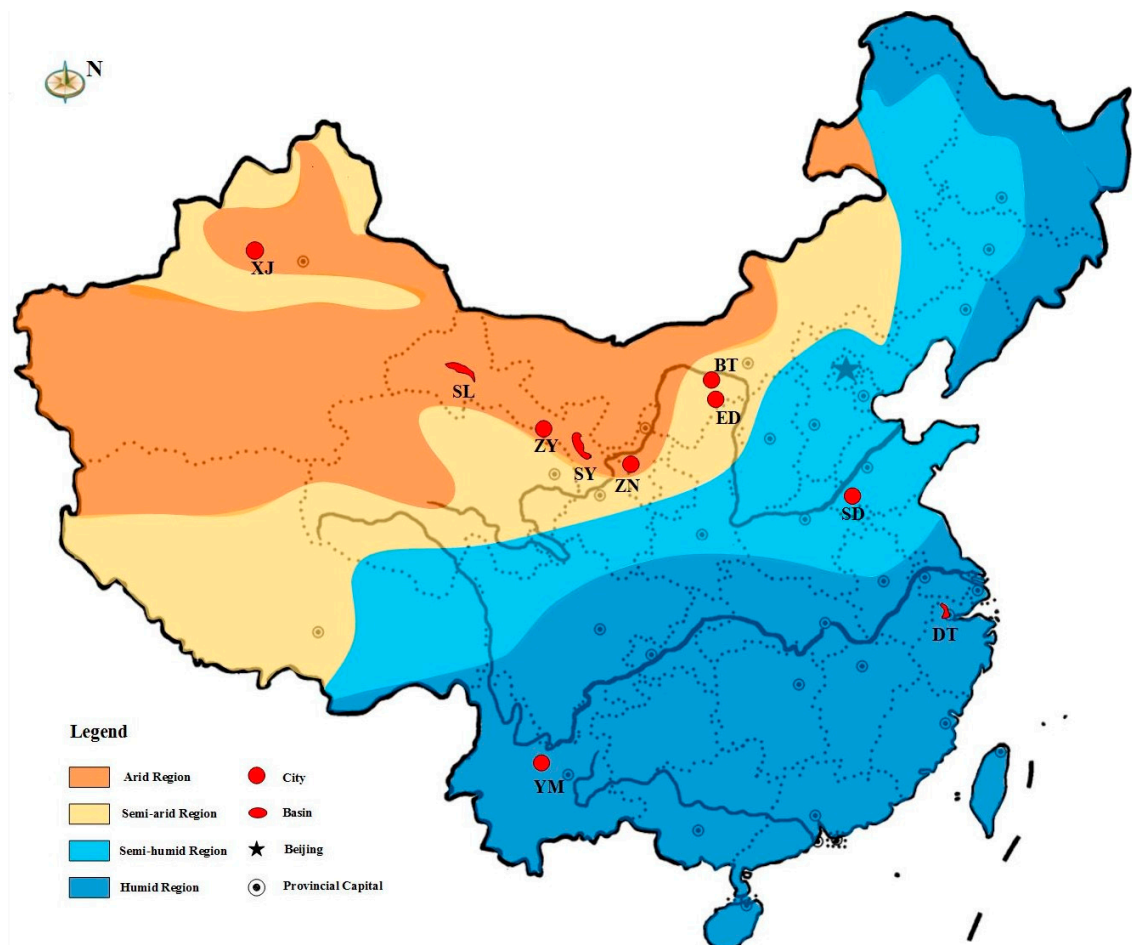 N
XJ
BT
SL
ED
ZY
SY
ZN
SD
DT
Legend
Arid Region
City
YM
Semi-arid Region
Basin
Semi-humid Region
Beijing
Humid Region
Provincial Capital